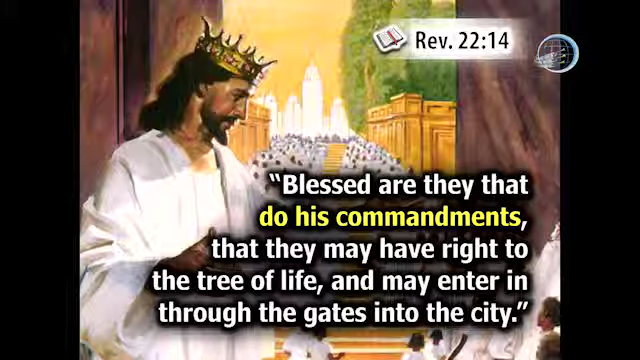 Rev. 22:14
“Blessed are they that
do his commandments,
that they may have right to
the tree of life, and may enter in
through the gates into the city.”